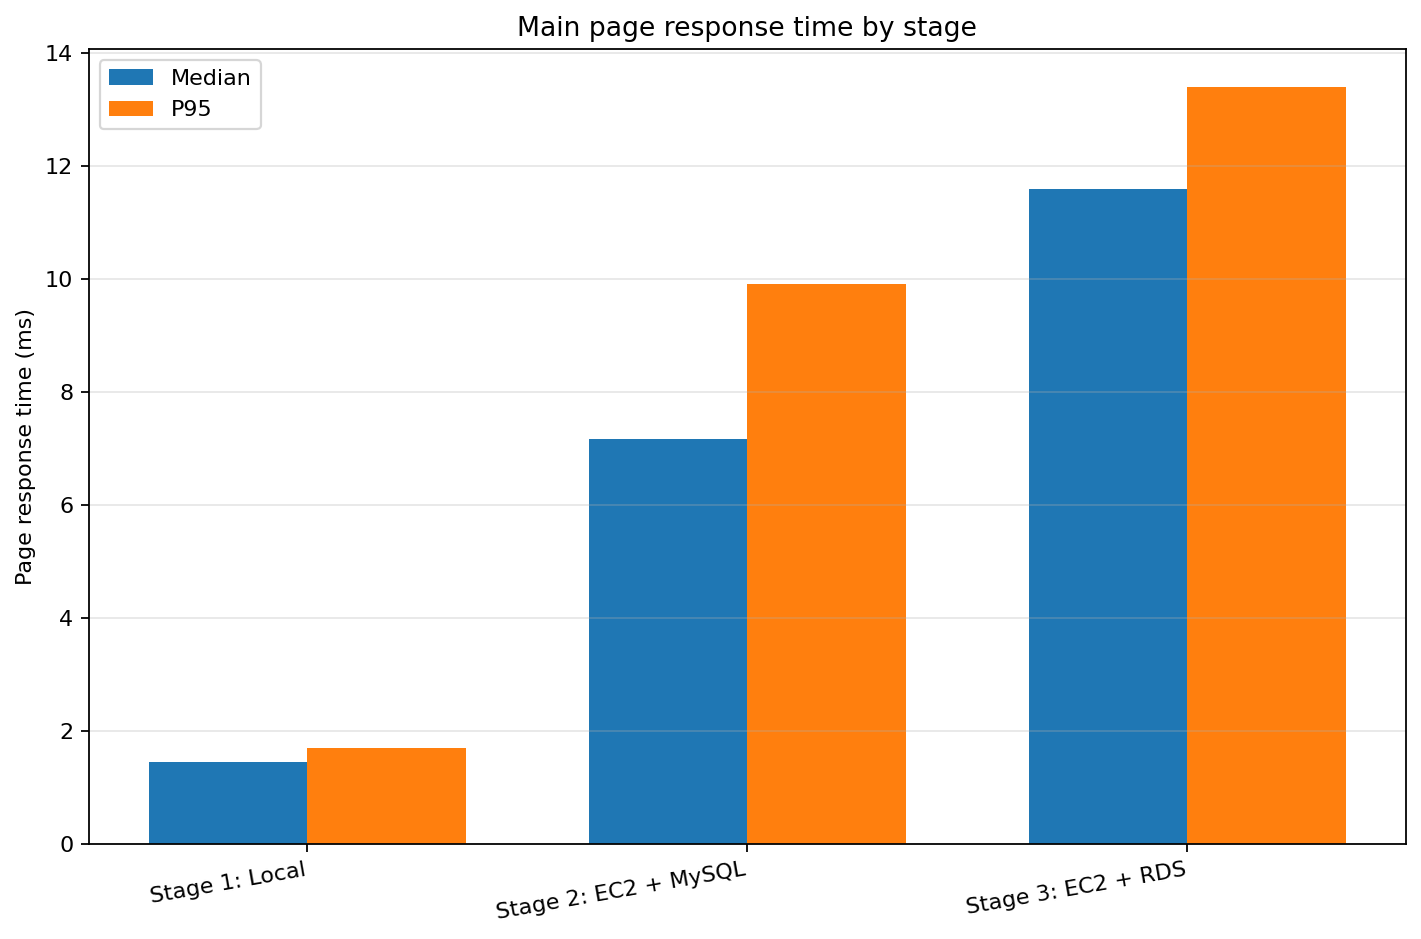 Main page response time by stage
Median
P95
Page response time (ms)
14
12
10
8
6
4
2
0
Stage 1: Local
Stage 2: EC2 + MySQL
Stage 3: EC2 + RDS